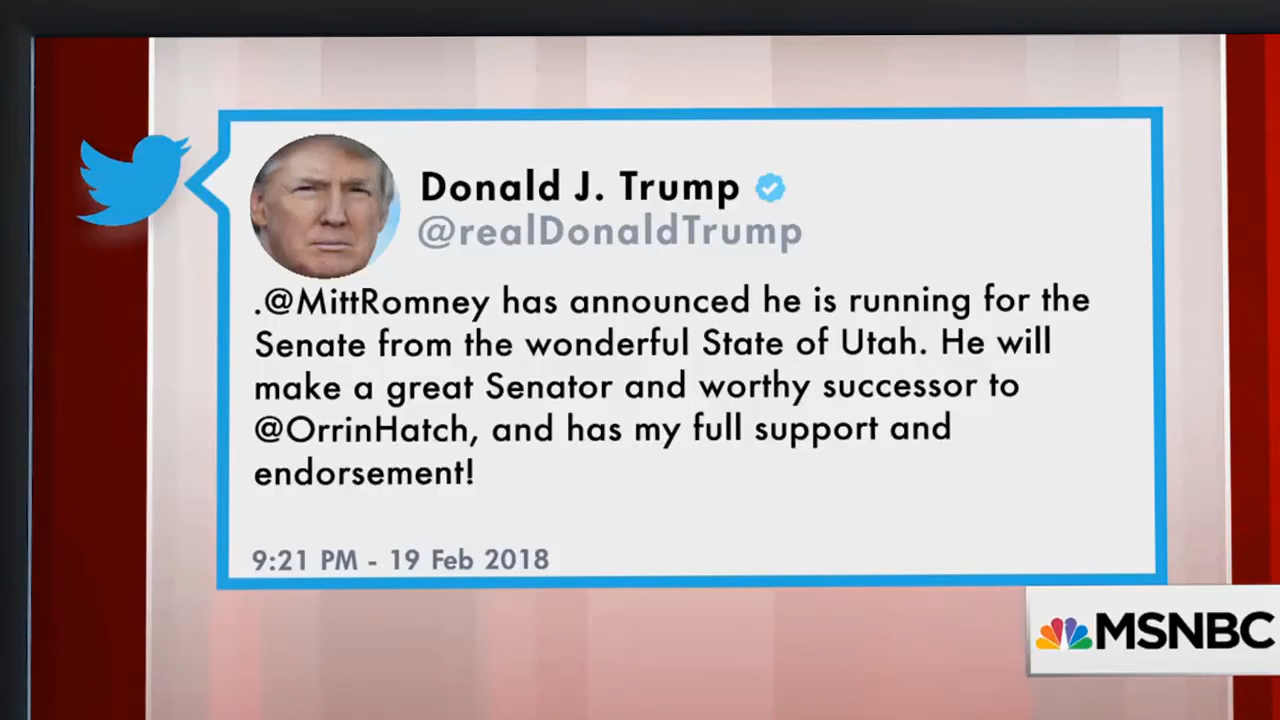 Donald J. Trump
@realDonaldTrump
.@MittRomney has announced he is running for the
Senate from the wonderful State of Utah. He will
make a great Senator and worthy successor to
@OrrinHatch, and has my full support and
endorsement!
9:21 PM - 19 Feb 2018
MSNBC